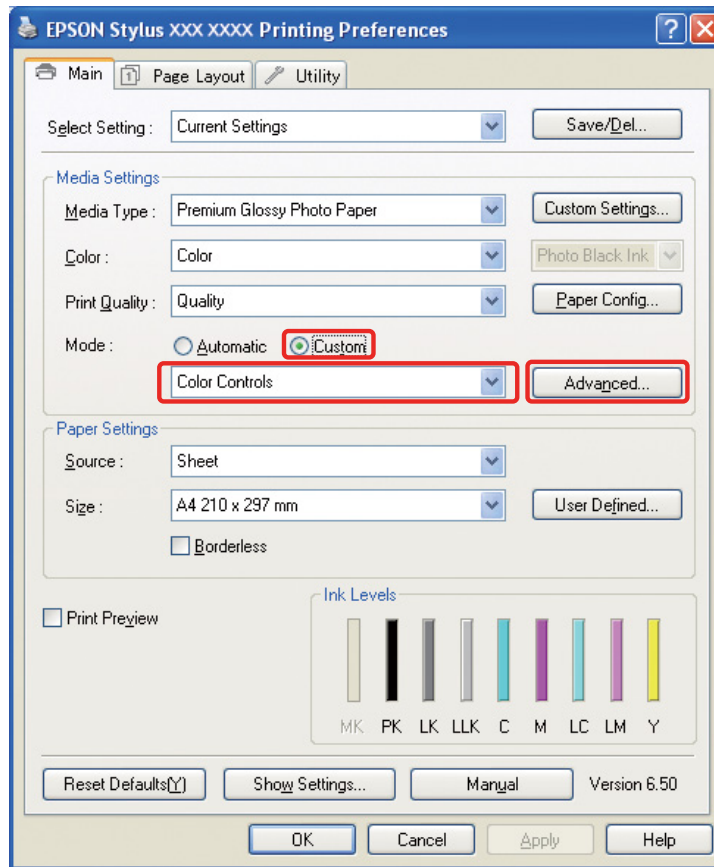 EPSON Stylus XXX XXXX Printing Preferences
Main Page Layout Utility
Select Setting : Current Settings Save/Del...
Media Settings
Media Type : Premium Glossy Photo Paper Custom Settings...
Color : Color Photo Black Ink
Print Quality : Quality Paper Config...
Mode : Automatic Custom
Color Controls Advanced...
Paper Settings
Source : Sheet
Size : A4 210 x 297 mm User Defined...
Borderless
Ink Levels
Print Preview
MK PK LK LLK C M LC LM Y
Reset Defaults(Y) Show Settings... Manual Version 6.50
OK Cancel Apply Help